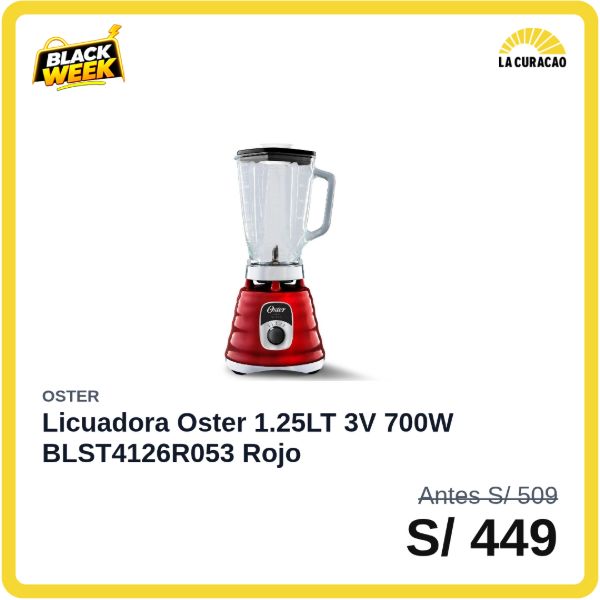 BLACK
WEEK
LA CURACAO
Oster
OSTER
Licuadora Oster 1.25LT 3V 700W
BLST4126R053 Rojo
Antes S/ 509
S/ 449